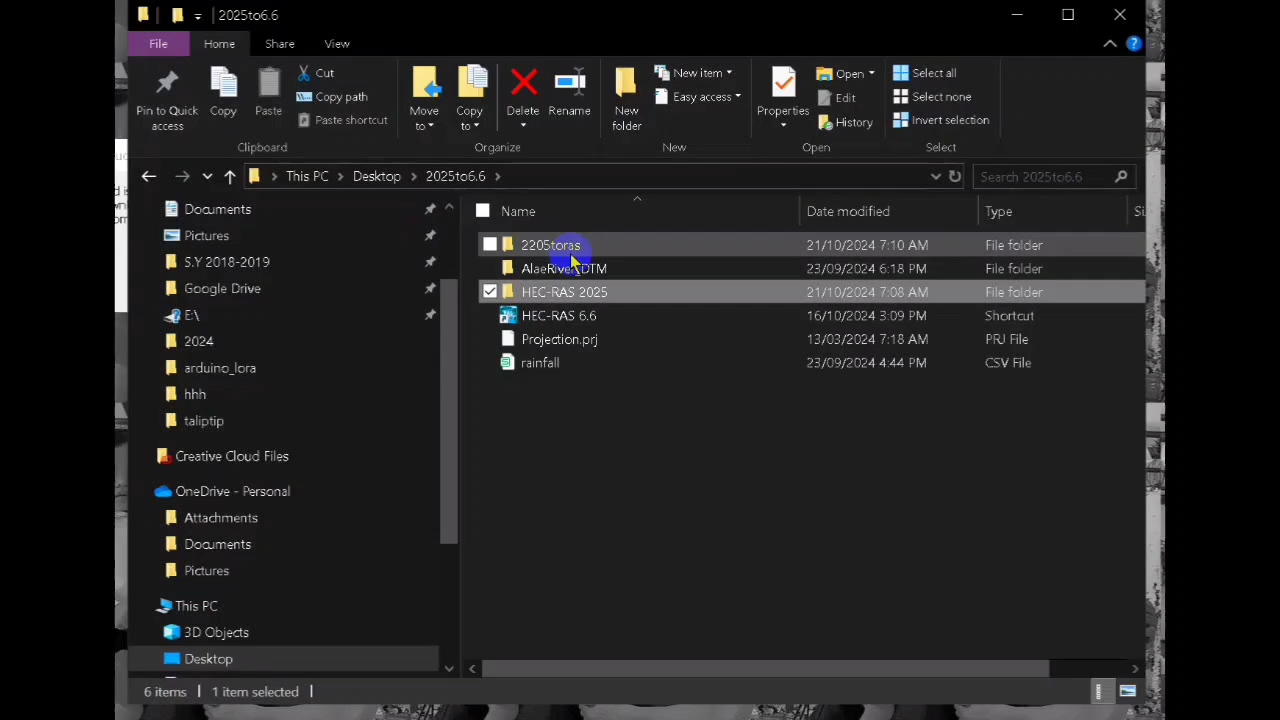 2025to6.6
File
Home
Share
View
Pin to Quick access
Copy
Paste
Cut
Copy path
Paste shortcut
Clipboard
Move to
Copy to
Delete
Rename
Organize
New folder
New item
Easy access
New
Properties
Open
Edit
History
Open
Select all
Select none
Invert selection
Select
This PC > Desktop > 2025to6.6 >
Search 2025to6.6
Name
Date modified
Type
2205toras 21/10/2024 7:10 AM File folder
AlaeRiver_DTM 23/09/2024 6:18 PM File folder
HEC-RAS 2025 21/10/2024 7:08 AM File folder
HEC-RAS 6.6 16/10/2024 3:09 PM Shortcut
Projection.prj 13/03/2024 7:18 AM PRJ File
rainfall 23/09/2024 4:44 PM CSV File
Documents
Pictures
S.Y 2018-2019
Google Drive
E:\
2024
arduino_lora
hhh
taliptip
Creative Cloud Files
OneDrive - Personal
Attachments
Documents
Pictures
This PC
3D Objects
Desktop
6 items
1 item selected